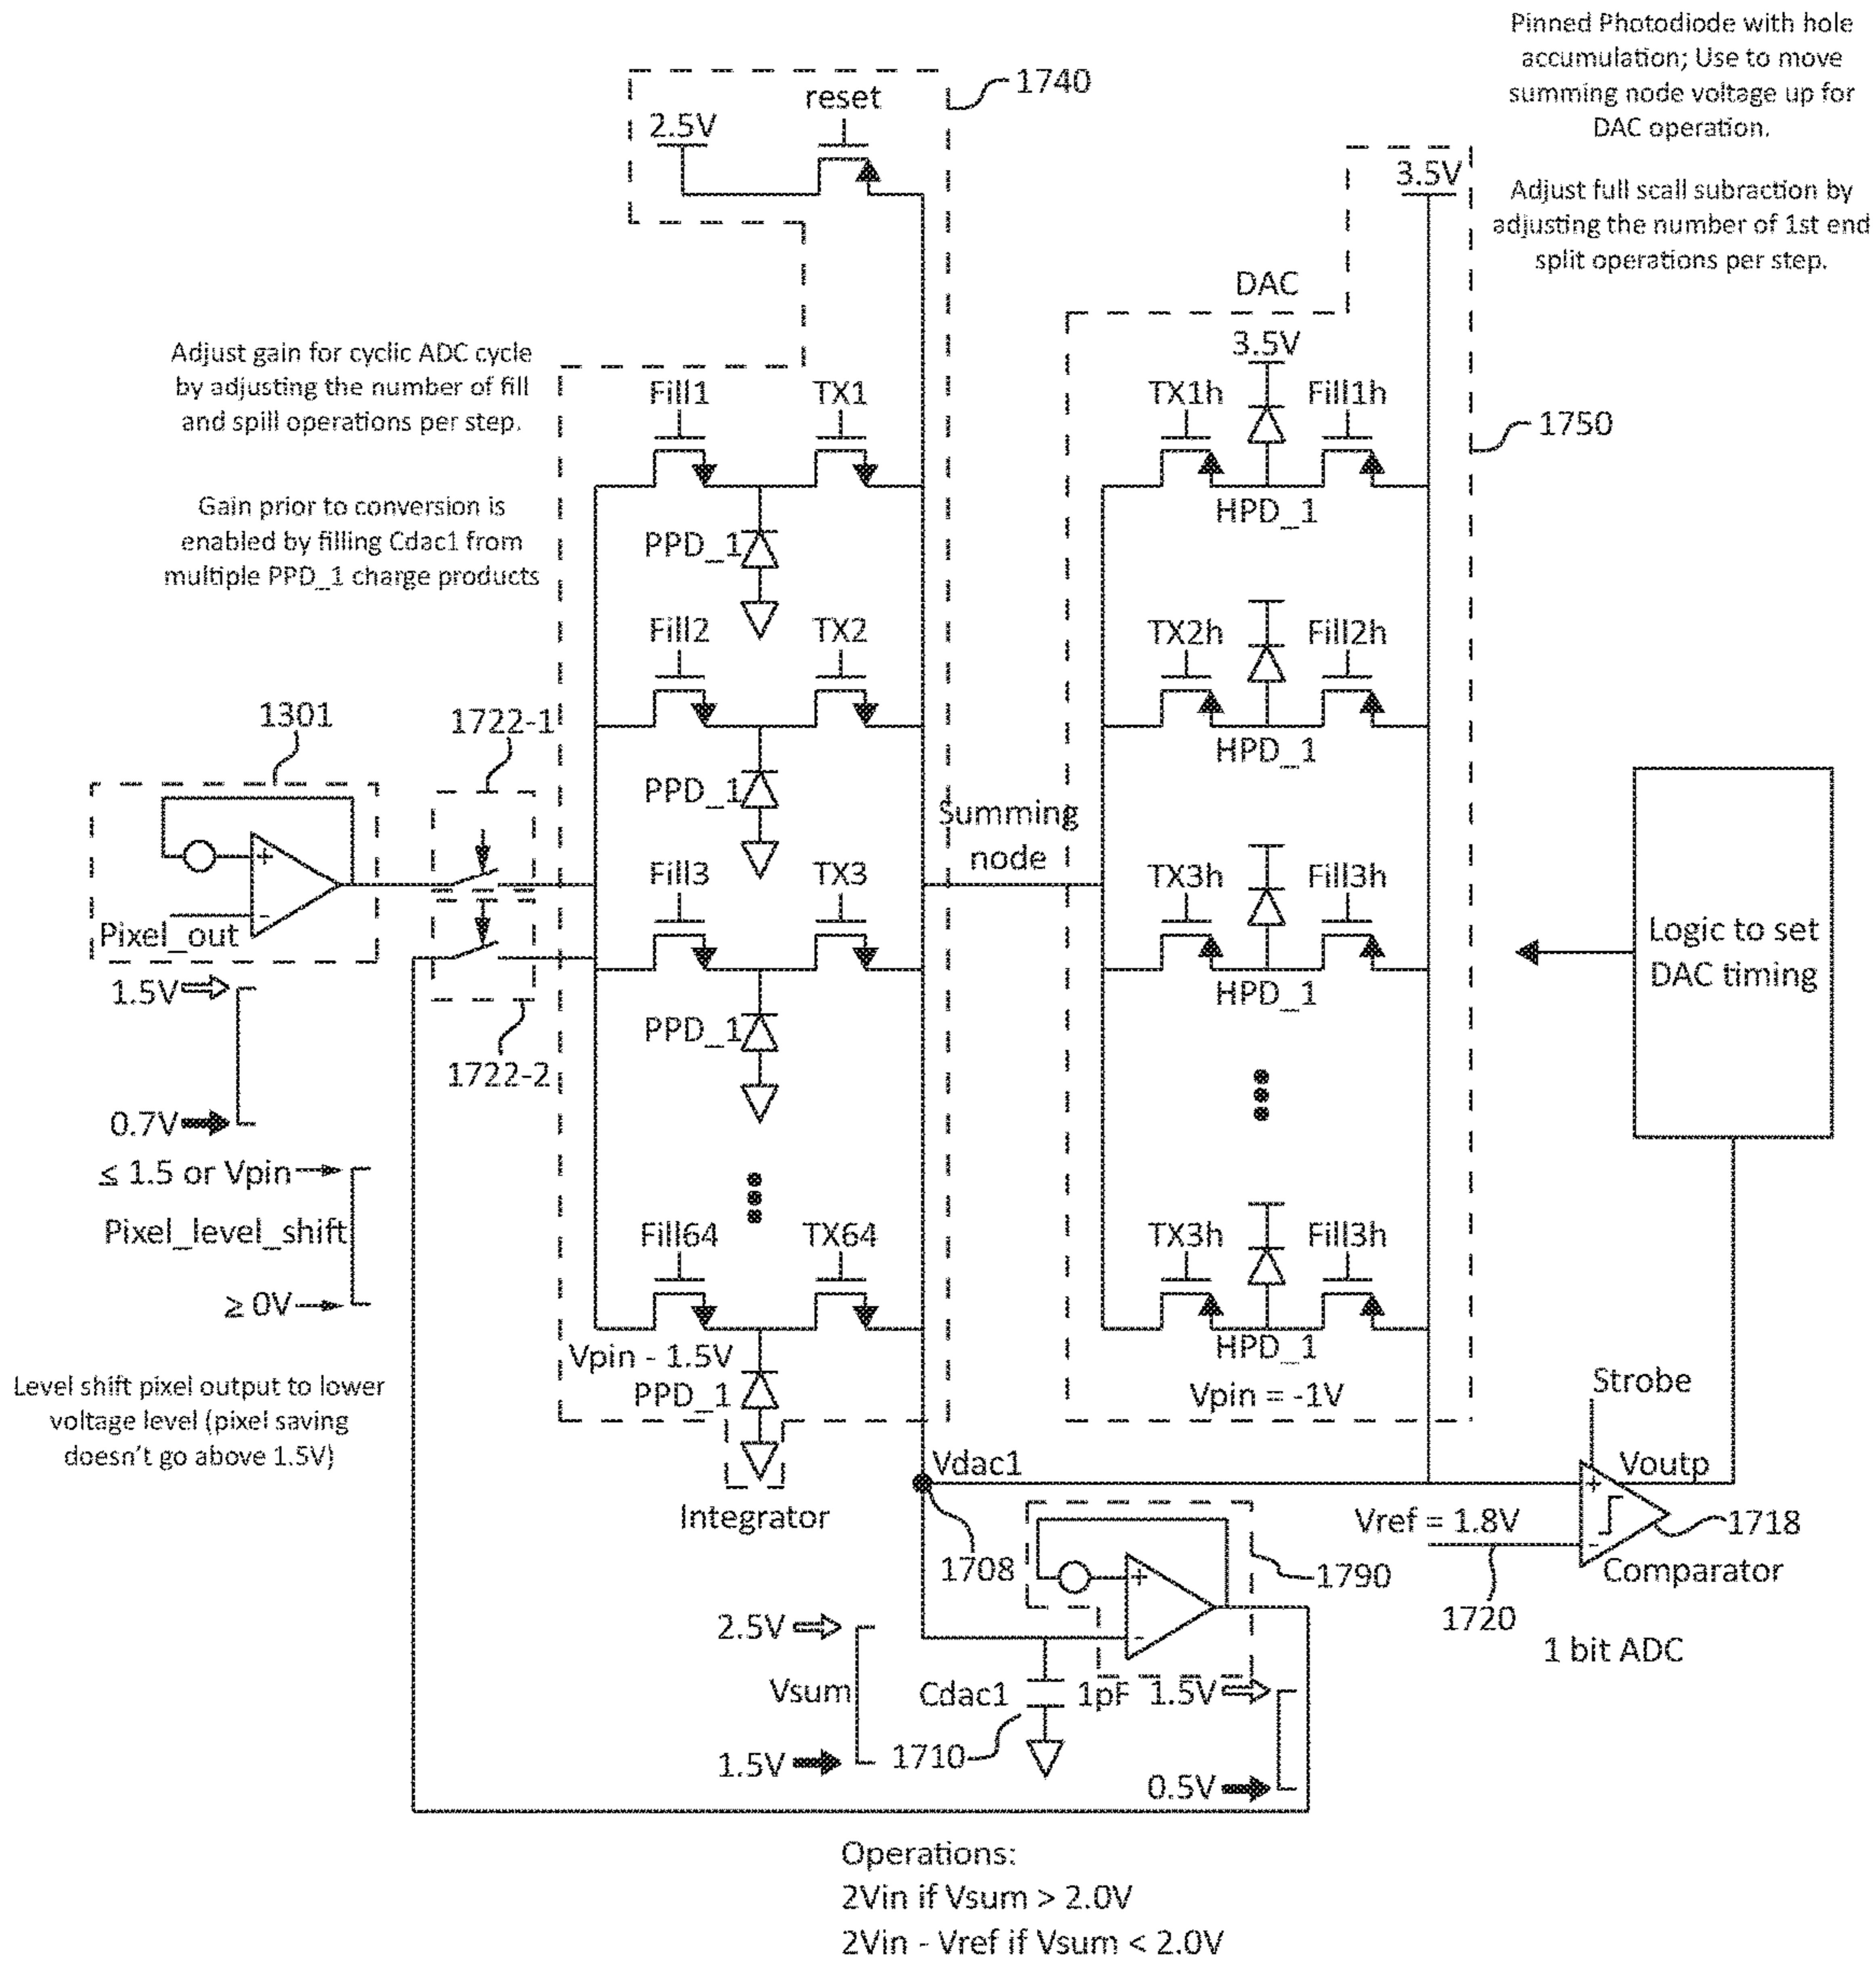 Pinned Photodiode with hole
accumulation; Use to move
summing node voltage up for
DAC operation.
Adjust full scall subraction by
adjusting the number of 1st end
split operations per step.
1740
reset
2.5V
3.5V
DAC
3.5V
Adjust gain for cyclic ADC cycle
by adjusting the number of fill
and spill operations per step.
Gain prior to conversion is
enabled by filling Cdac1 from
multiple PPD_1 charge products
Fill1
TX1
TX1h
Fill1h
1750
HPD_1
PPD_1
Fill2
TX2
TX2h
Fill2h
HPD_1
PPD_1
1301
1722-1
Summing
node
Fill3
TX3
TX3h
Fill3h
HPD_1
PPD_1
+
-
Pixel_out
1.5V
0.7V
1722-2
≤ 1.5 or Vpin
Pixel_level_shift
≥ 0V
Logic to set
DAC timing
Fill64
TX64
TX3h
Fill3h
HPD_1
Vpin - 1.5V
PPD_1
Vpin = -1V
Level shift pixel output to lower
voltage level (pixel saving
doesn't go above 1.5V)
Integrator
Strobe
Vdac1
+
Voutp
Vref = 1.8V
-
1718
Comparator
1708
1790
1720
1 bit ADC
+
-
2.5V
Vsum
1.5V
Cdac1
1pF
1710
1.5V
0.5V
Operations:
2Vin if Vsum > 2.0V
2Vin - Vref if Vsum < 2.0V